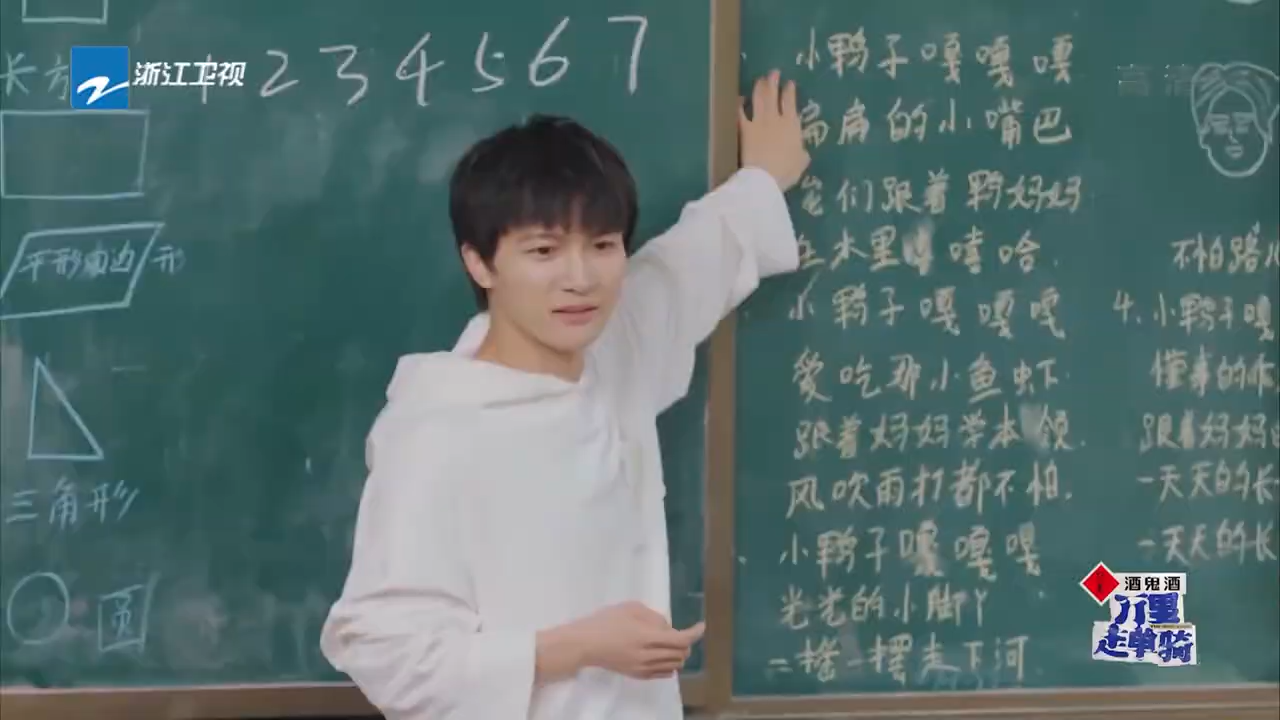 浙江卫视
高清
长方
1 2 3 4 5 6 7
平形四边形
三角形
圆
小鸭子嘎嘎嘎
扁扁的小嘴巴
它们跟着鸭妈妈
在水里嘻哈
小鸭子嘎嘎嘎
爱吃那小鱼虾
跟着妈妈学本领
风吹雨打都不怕
小鸭子嘎嘎嘎
光光的小脚丫
一摇一摆走下河
不怕路
4. 小鸭子嘎
懂事的
跟着妈妈
一天天的长
一天天的长
酒鬼酒
万里
走单骑